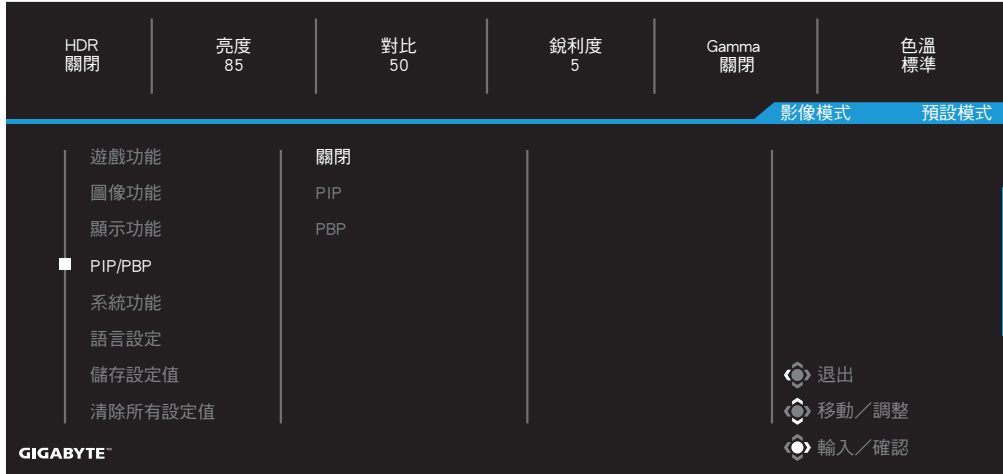 HDR
關閉
亮度
85
對比
50
銳利度
5
Gamma
關閉
色溫
標準
影像模式 預設模式
遊戲功能
圖像功能
顯示功能
PIP/PBP
系統功能
語言設定
儲存設定值
清除所有設定值
關閉
PIP
PBP
退出
移動／調整
輸入／確認
GIGABYTE™